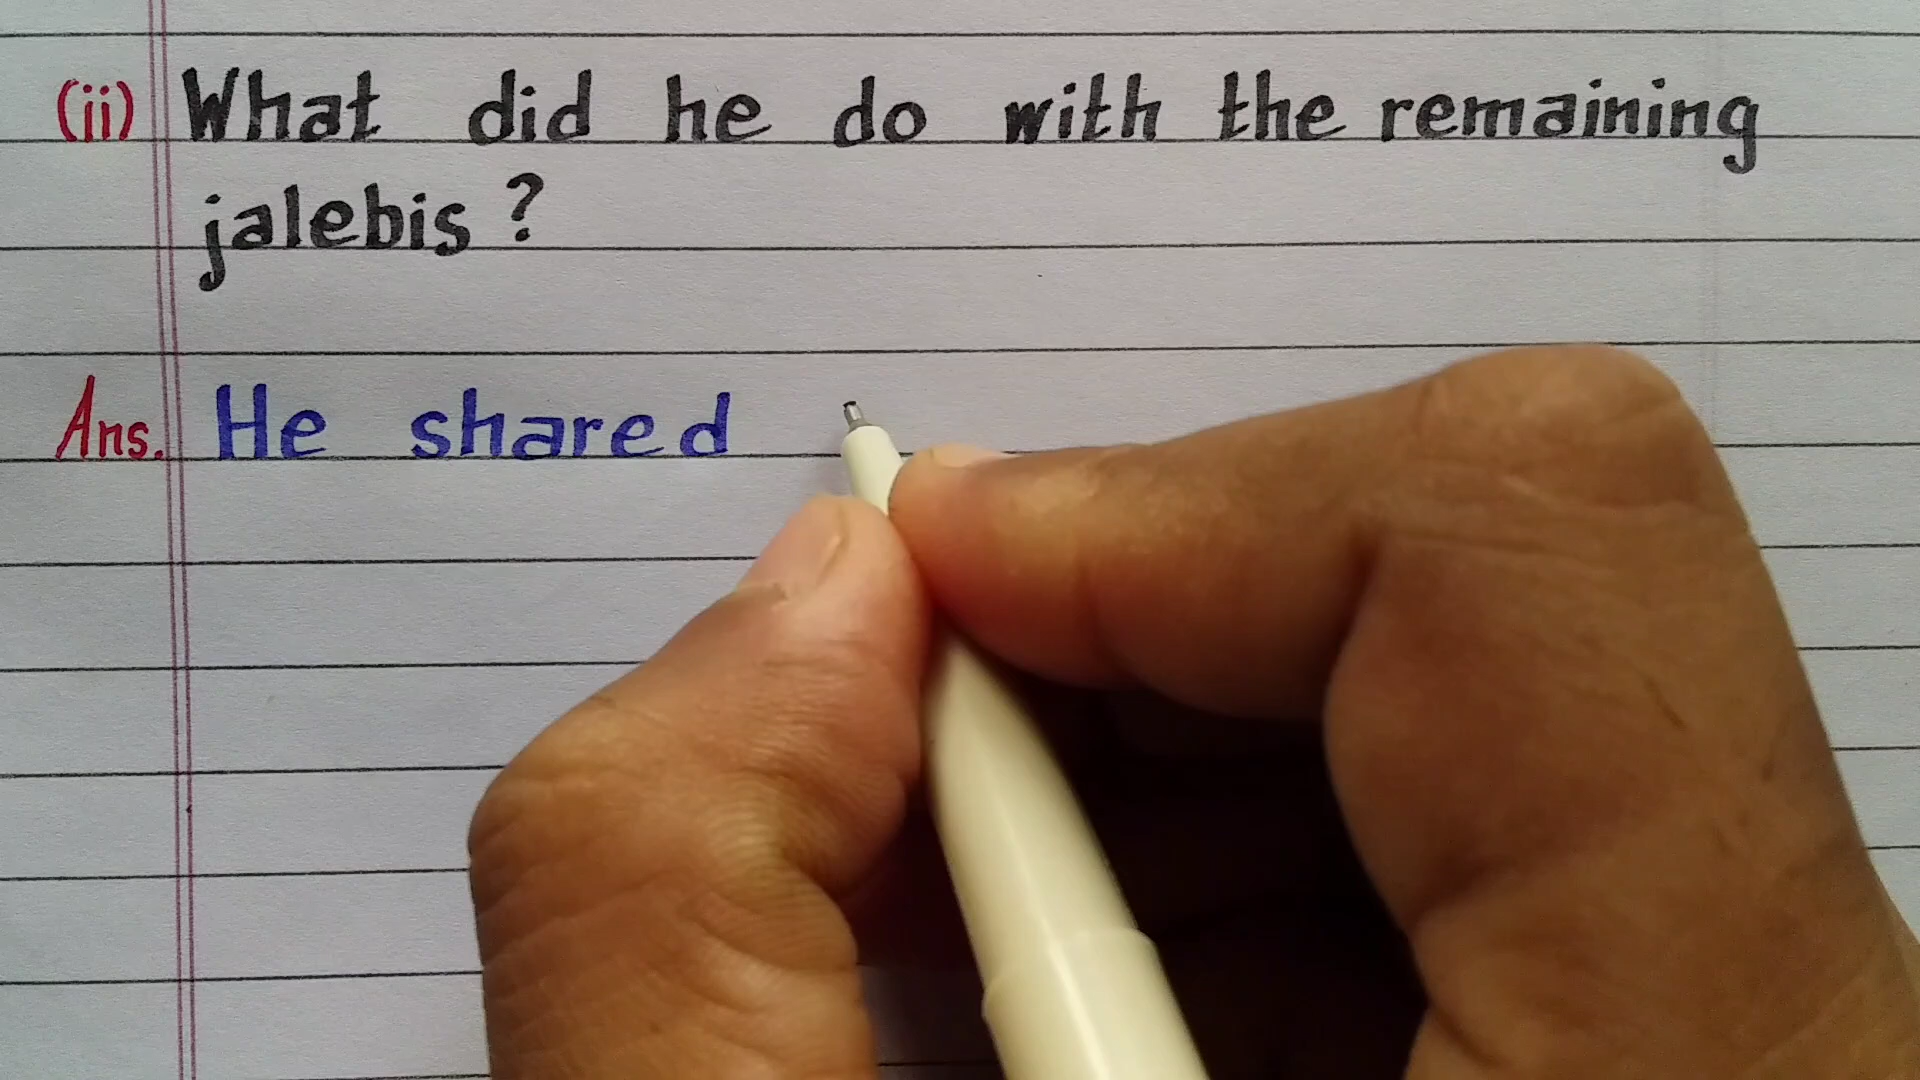 (ii) What did he do with the remaining
jalebis ?
Ans. He shared